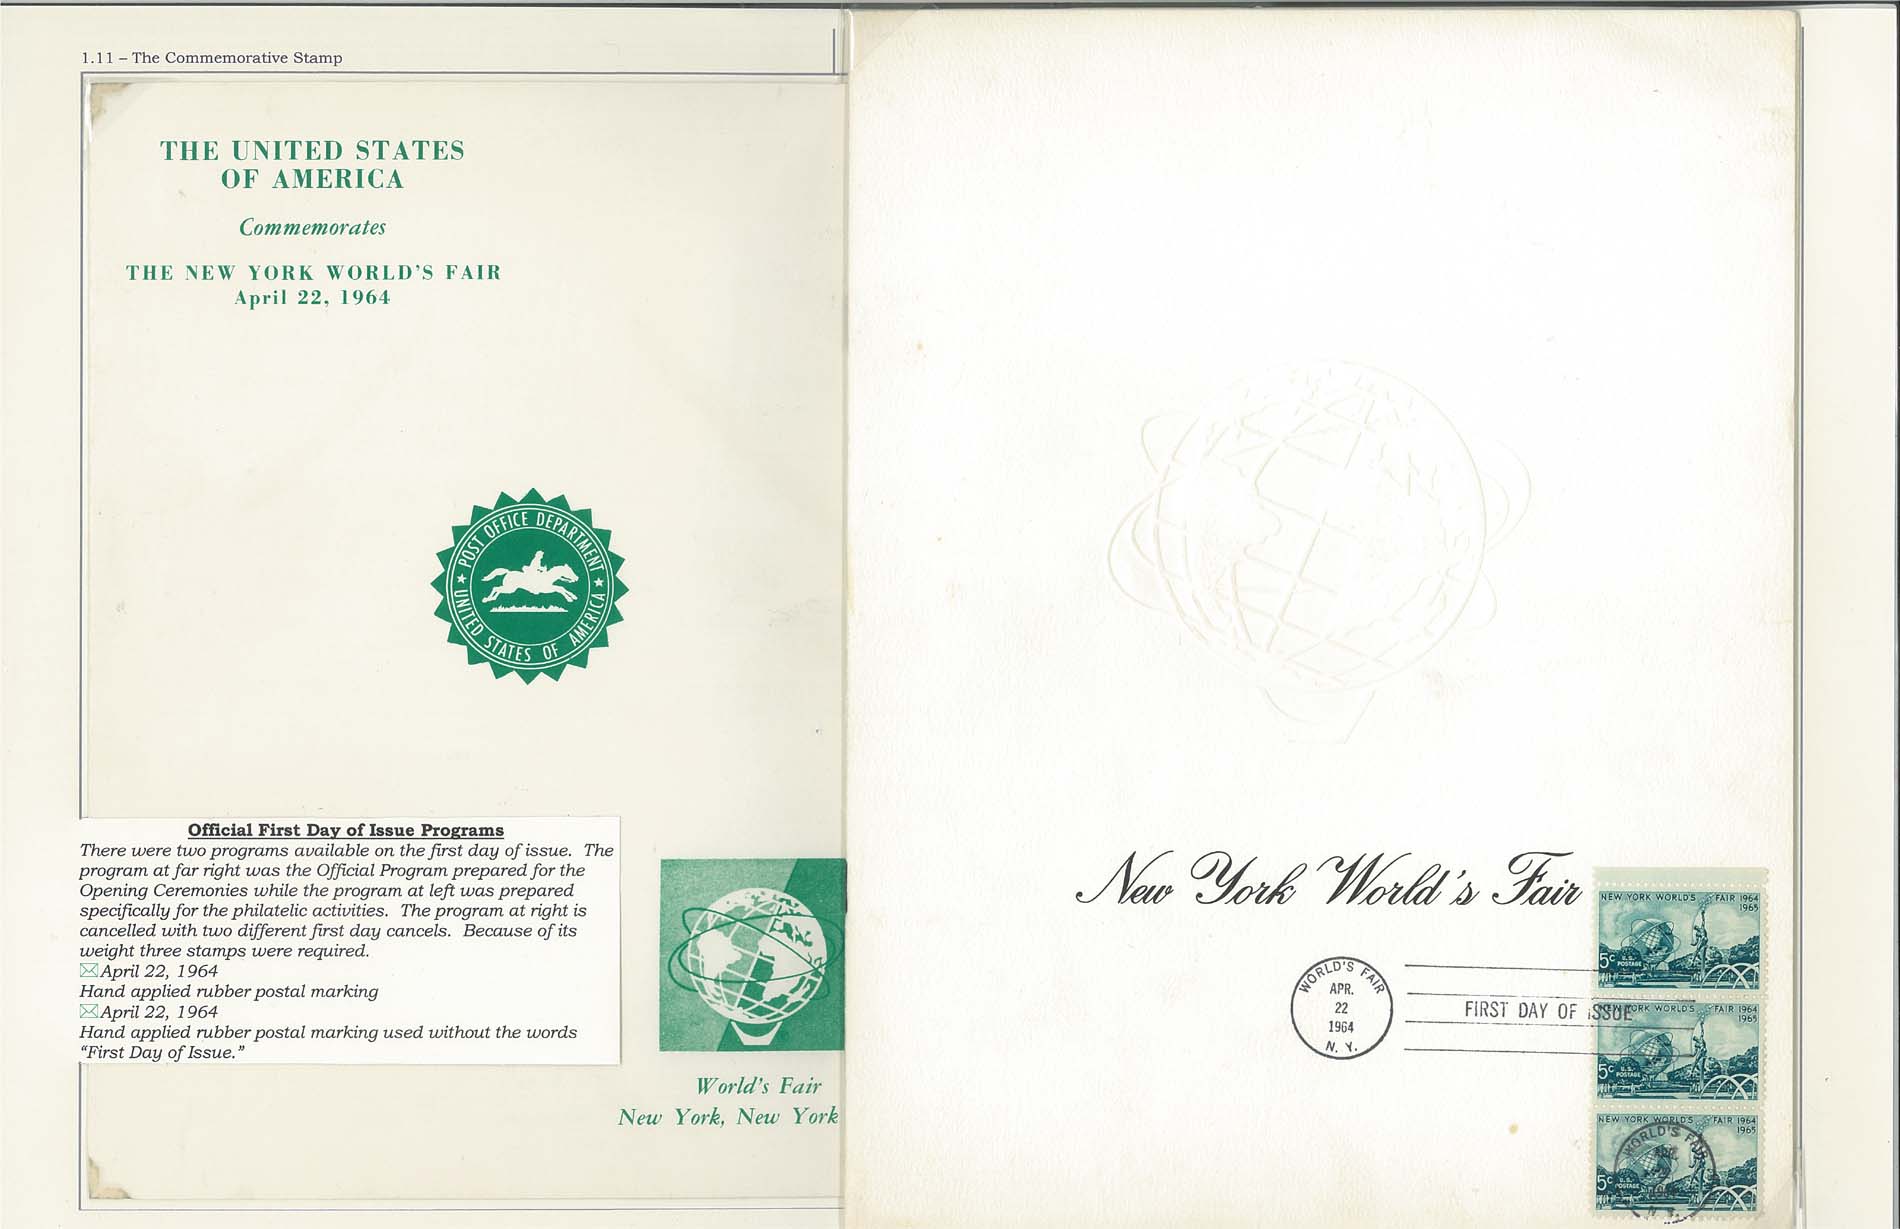 1.11 – The Commemorative Stamp
THE UNITED STATES
OF AMERICA
Commemorates
THE NEW YORK WORLD'S FAIR
April 22, 1964
POST OFFICE DEPARTMENT
UNITED STATES OF AMERICA
Official First Day of Issue Programs
There were two programs available on the first day of issue.  The
program at far right was the Official Program prepared for the
Opening Ceremonies while the program at left was prepared
specifically for the philatelic activities.  The program at right is
cancelled with two different first day cancels.  Because of its
weight three stamps were required.
April 22, 1964
Hand applied rubber postal marking
April 22, 1964
Hand applied rubber postal marking used without the words
“First Day of Issue.”
World's Fair
New York, New York
New York World's Fair
WORLD'S FAIR
APR.
22
1964
N. Y.
FIRST DAY OF ISSUE
NEW YORK WORLD'S FAIR 1964
1965
5c U.S.
POSTAGE
NEW YORK WORLD'S FAIR 1964
1965
5c U.S.
POSTAGE
NEW YORK WORLD'S FAIR 1964
1965
5c U.S.
POSTAGE
WORLD'S FAIR
N. Y.